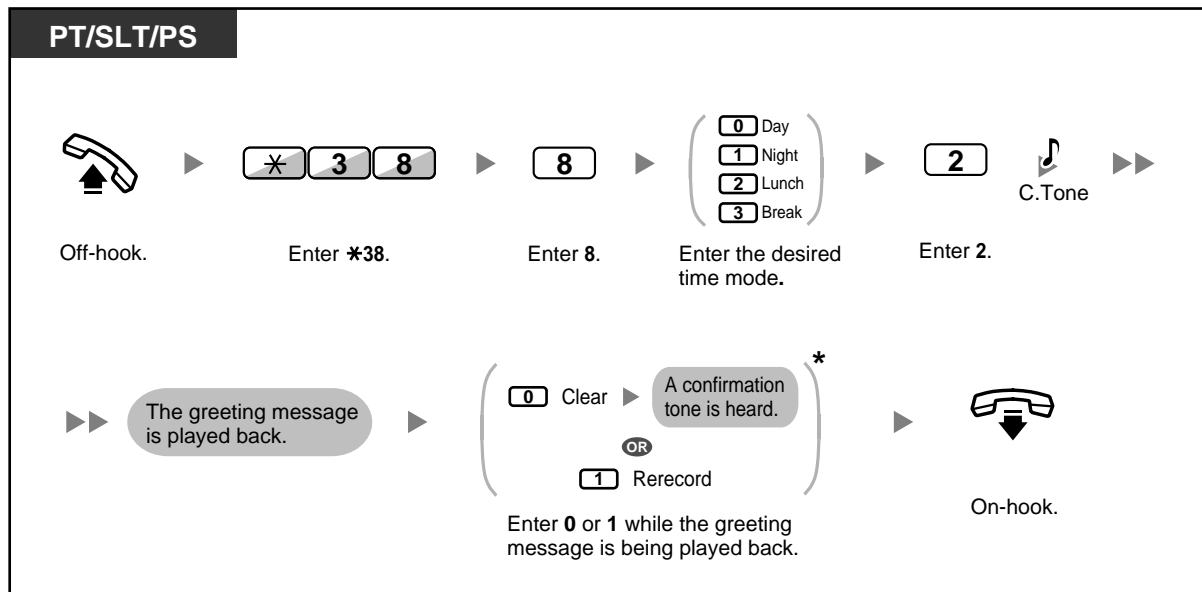 PT/SLT/PS
0 Day
1 Night
2 Lunch
3 Break
* 3 8
8
2
C.Tone
Off-hook.
Enter *38.
Enter 8.
Enter the desired
time mode.
Enter 2.
The greeting message
is played back.
0 Clear
A confirmation
tone is heard.
*
OR
1 Rerecord
Enter 0 or 1 while the greeting
message is being played back.
On-hook.